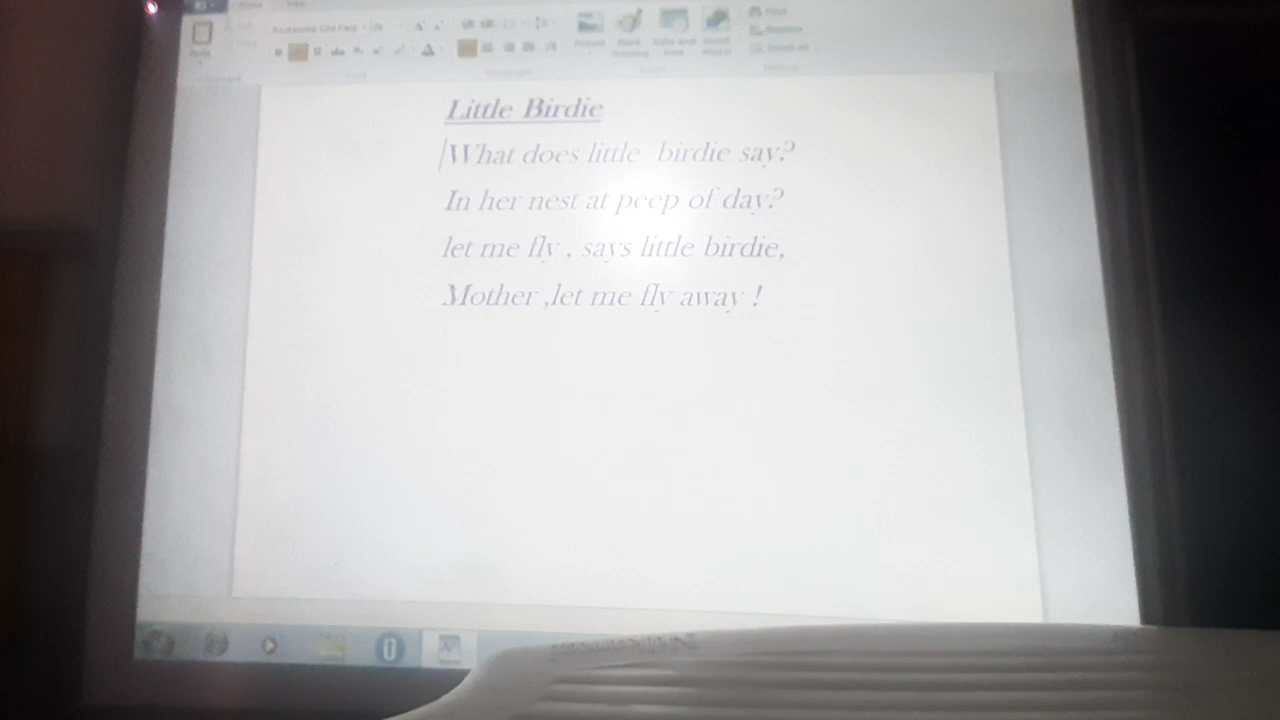 Little Birdie
What does little birdie say?
In her nest at peep of day?
let me fly , says little birdie,
Mother ,let me fly away !